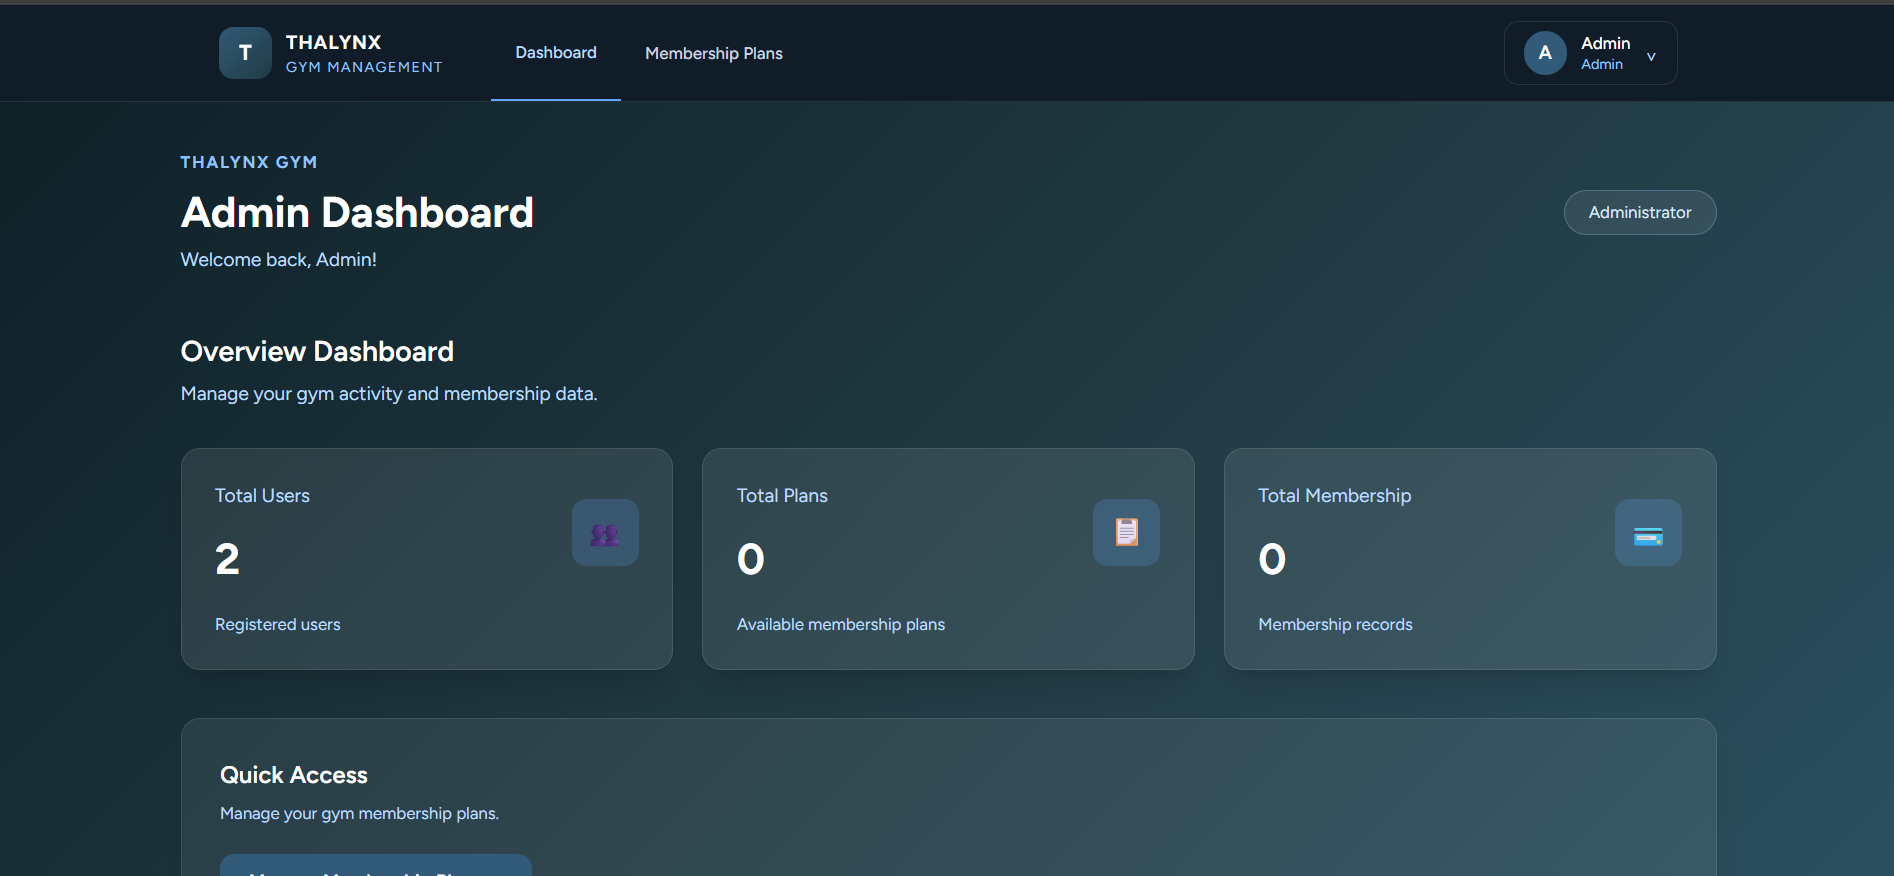 T
THALYNX
GYM MANAGEMENT
Dashboard
Membership Plans
A
Admin
Admin
THALYNX GYM
Admin Dashboard
Welcome back, Admin!
Administrator
Overview Dashboard
Manage your gym activity and membership data.
Total Users
2
Registered users
Total Plans
0
Available membership plans
Total Membership
0
Membership records
Quick Access
Manage your gym membership plans.